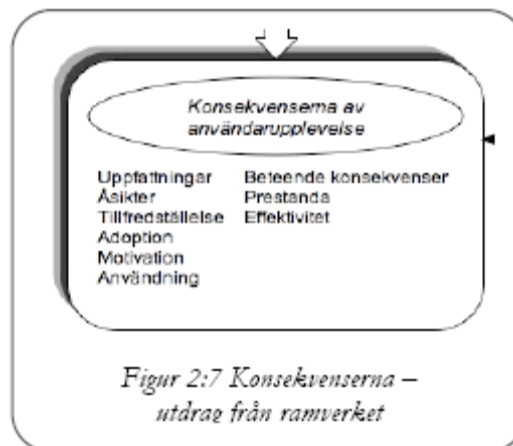 Konsekvenserna av
användarupplevelse
Uppfattningar
Åsikter
Tillfredställelse
Adoption
Motivation
Användning
Beteende konsekvenser
Prestanda
Effektivitet
Figur 2:7 Konsekvenserna –
utdrag från ramverket